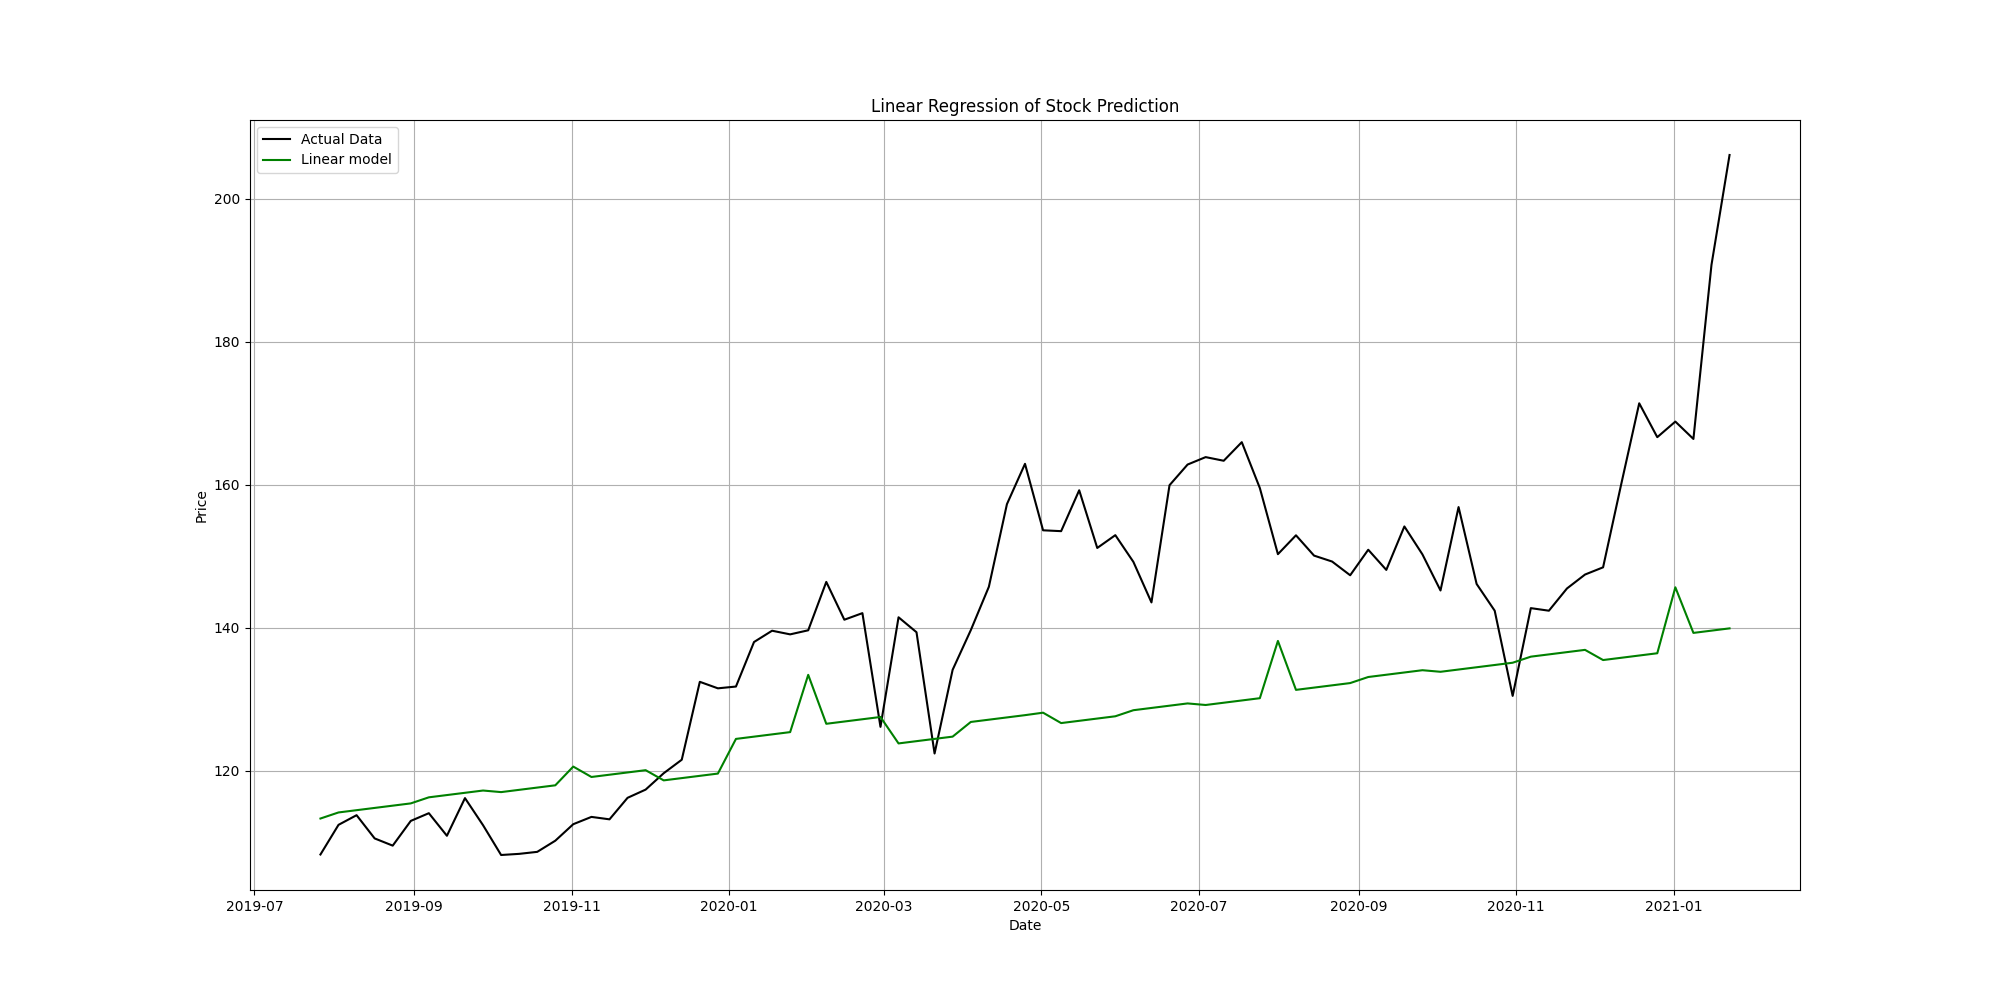 Linear Regression of Stock Prediction
Actual Data
Linear model
200
180
160
140
120
Price
2019-07 2019-09 2019-11 2020-01 2020-03 2020-05 2020-07 2020-09 2020-11 2021-01
Date